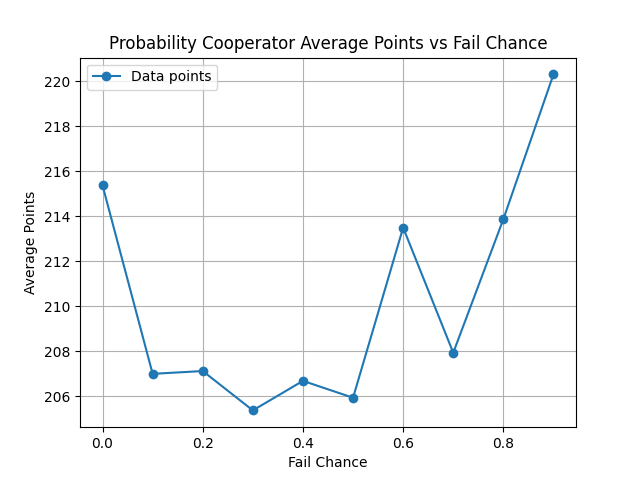 Probability Cooperator Average Points vs Fail Chance
Data points
220
218
216
214
212
210
208
206
Average Points
0.0 0.2 0.4 0.6 0.8
Fail Chance